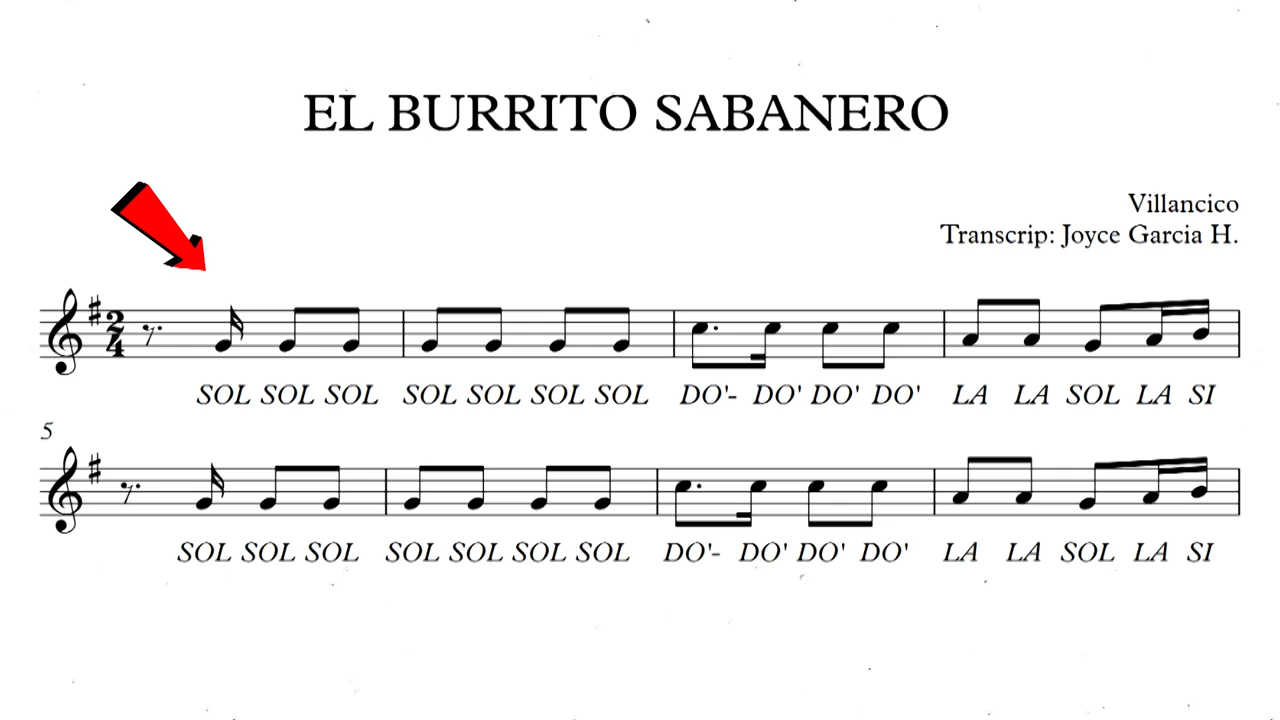 EL BURRITO SABANERO
Villancico
Transcrip: Joyce Garcia H.
2
4
SOL SOL SOL SOL SOL SOL SOL DO'- DO' DO' DO' LA LA SOL LA SI
5
SOL SOL SOL SOL SOL SOL SOL DO'- DO' DO' DO' LA LA SOL LA SI